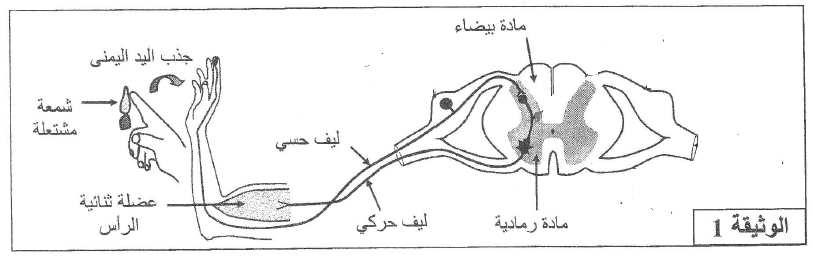 مادة بيضاء
جذب اليد اليمنى
شمعة
مشتعلة
ليف حسي
عضلة ثنائية
الرأس
ليف حركي
مادة رمادية
الوثيقة 1